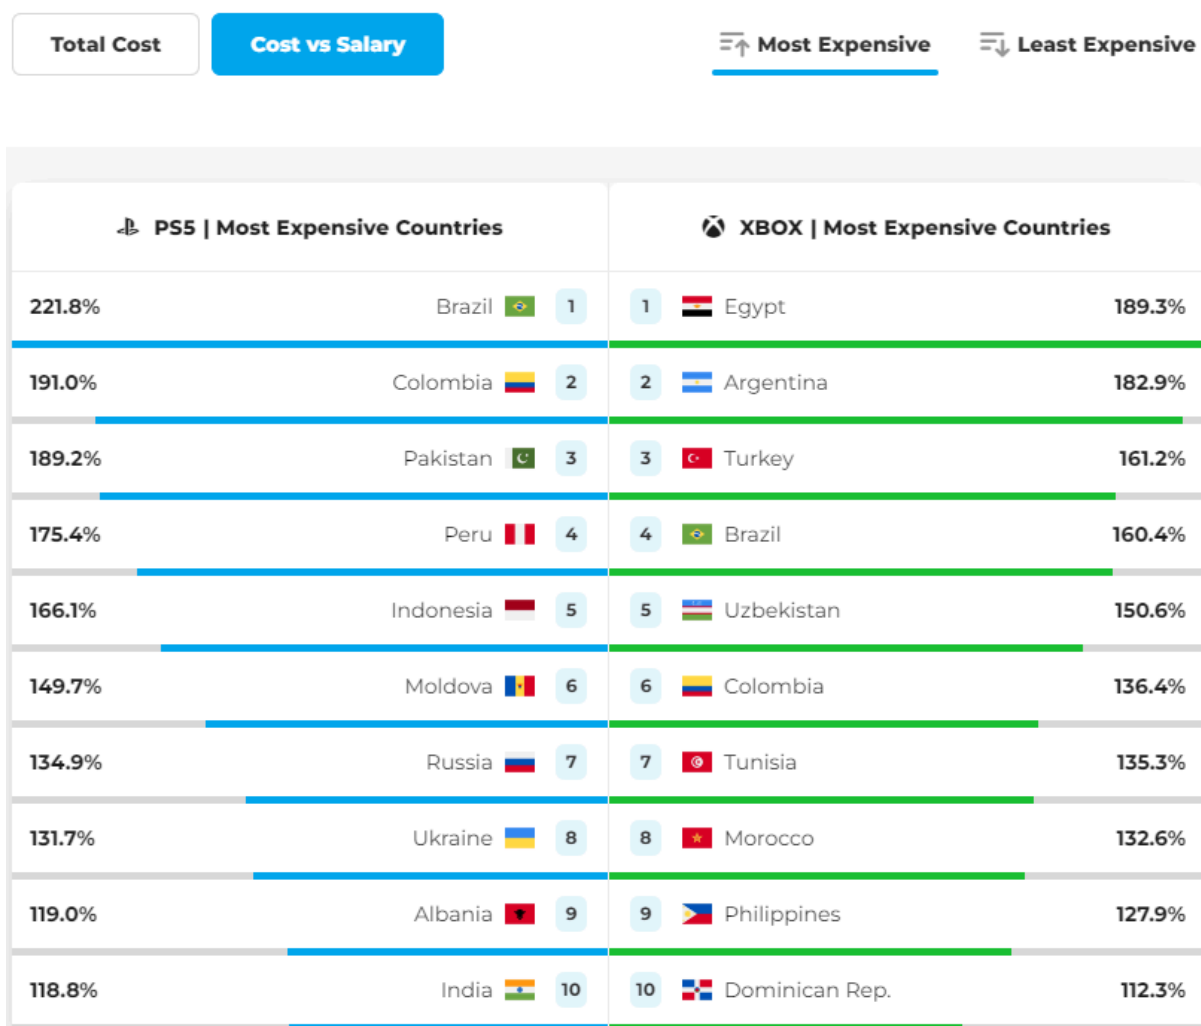 Total Cost
Cost vs Salary
Most Expensive
Least Expensive
PS5 | Most Expensive Countries
XBOX | Most Expensive Countries
221.8% Brazil 1
1 Egypt 189.3%
191.0% Colombia 2
2 Argentina 182.9%
189.2% Pakistan 3
3 Turkey 161.2%
175.4% Peru 4
4 Brazil 160.4%
166.1% Indonesia 5
5 Uzbekistan 150.6%
149.7% Moldova 6
6 Colombia 136.4%
134.9% Russia 7
7 Tunisia 135.3%
131.7% Ukraine 8
8 Morocco 132.6%
119.0% Albania 9
9 Philippines 127.9%
118.8% India 10
10 Dominican Rep. 112.3%